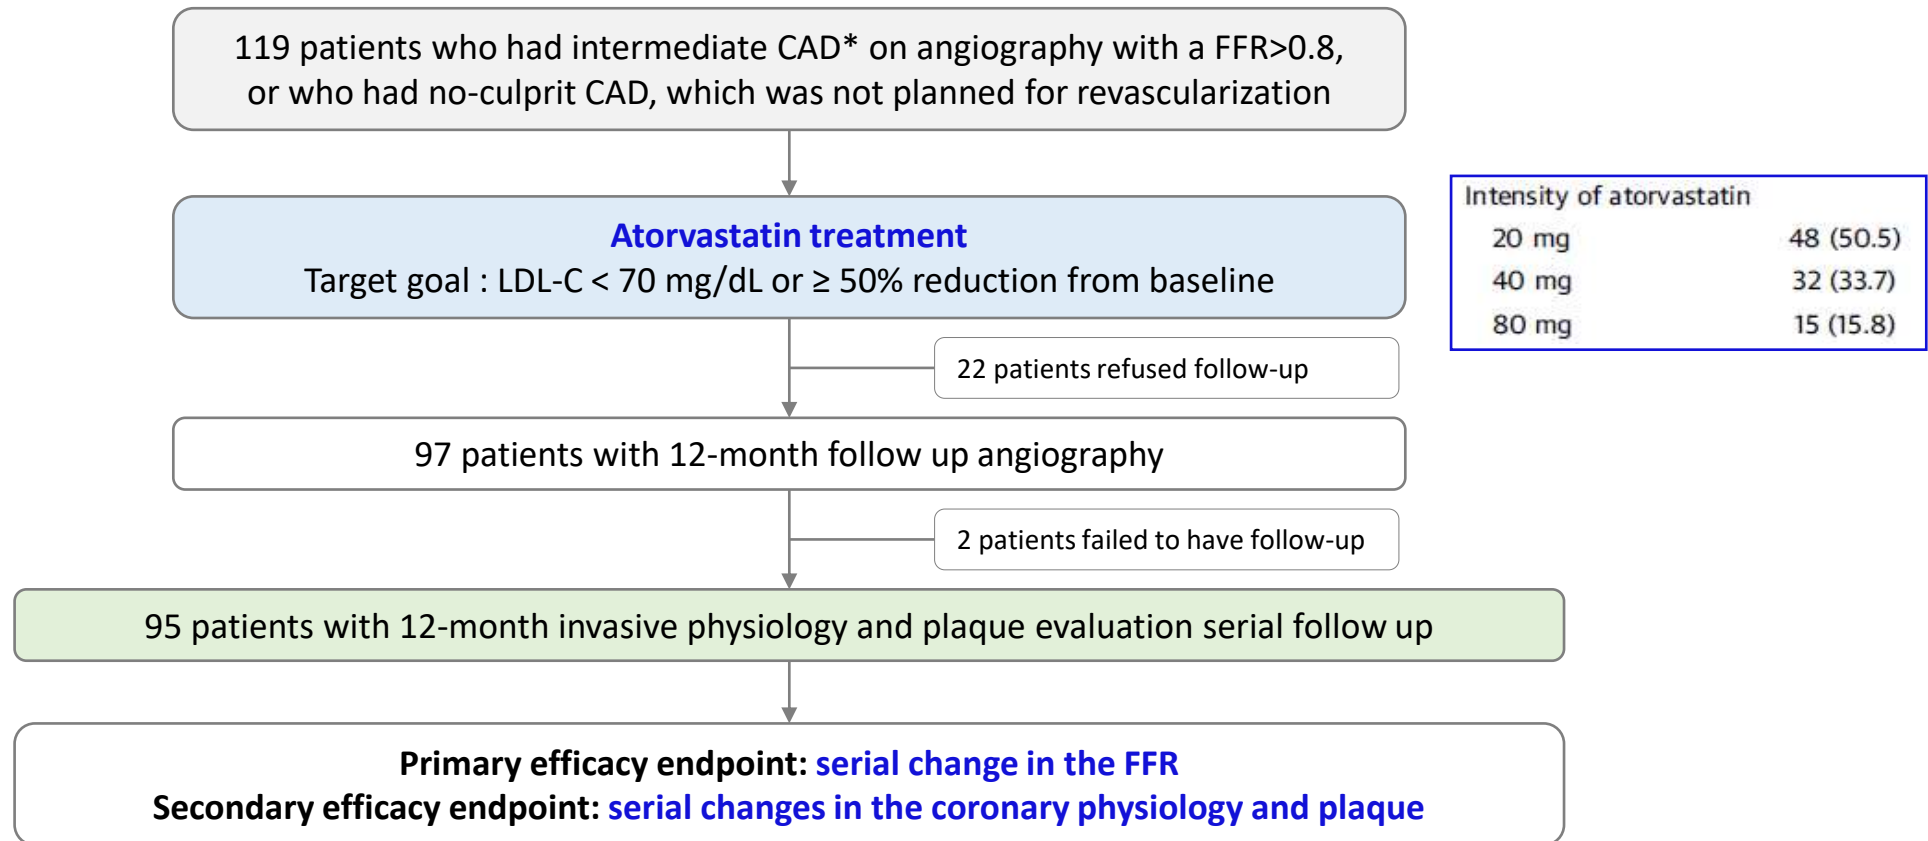 119 patients who had intermediate CAD* on angiography with a FFR>0.8,
or who had no-culprit CAD, which was not planned for revascularization
Atorvastatin treatment
Target goal : LDL-C < 70 mg/dL or ≥ 50% reduction from baseline
Intensity of atorvastatin
20 mg 48 (50.5)
40 mg 32 (33.7)
80 mg 15 (15.8)
22 patients refused follow-up
97 patients with 12-month follow up angiography
2 patients failed to have follow-up
95 patients with 12-month invasive physiology and plaque evaluation serial follow up
Primary efficacy endpoint: serial change in the FFR
Secondary efficacy endpoint: serial changes in the coronary physiology and plaque